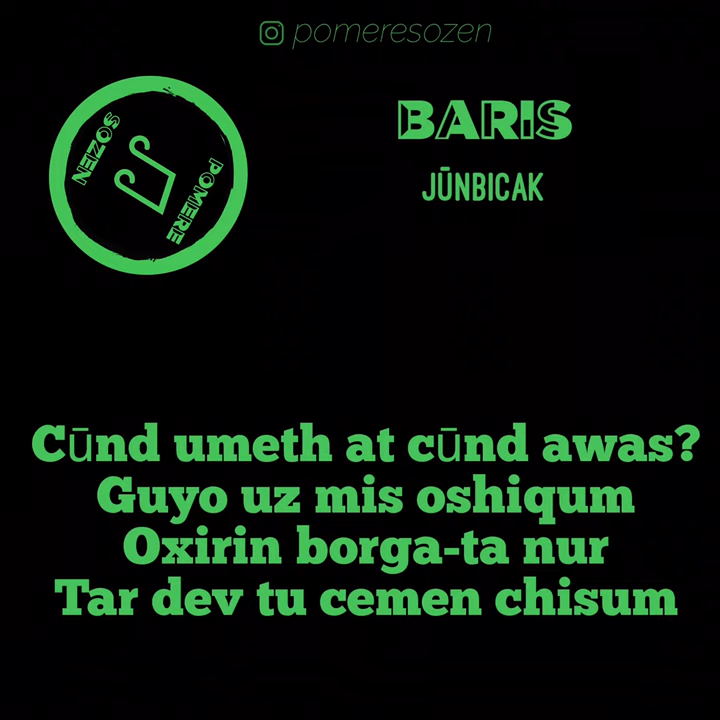 pomeresozen
SOZEN
POMERE
BARIS
JŪNBICAK
Cūnd umeth at cūnd awas?
Guyo uz mis oshiqum
Oxirin borga-ta nur
Tar dev tu cemen chisum